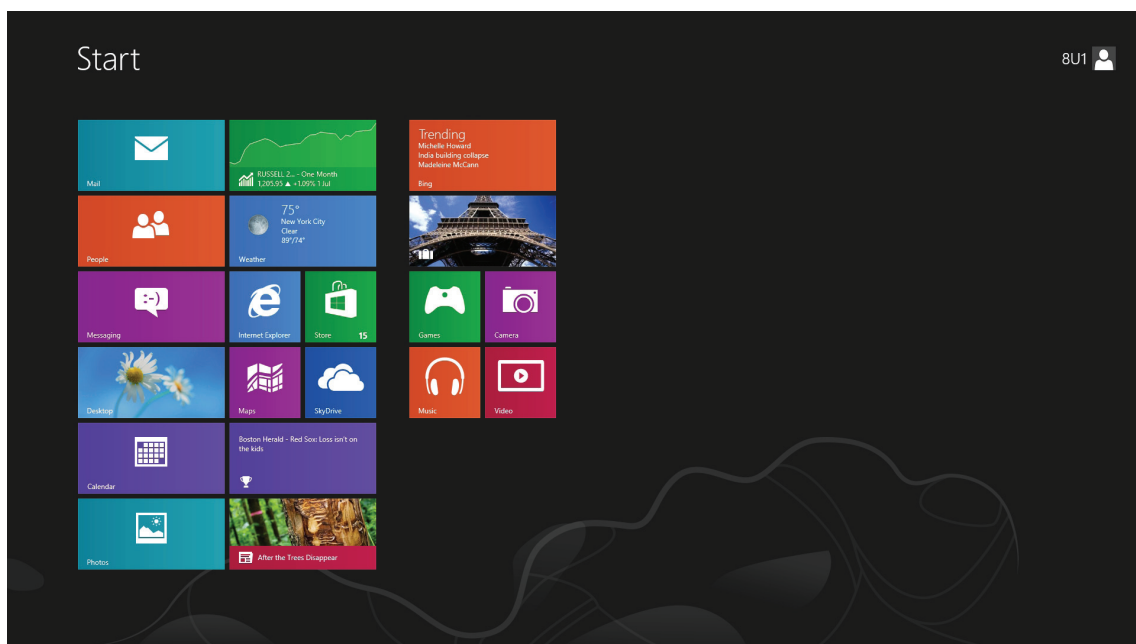 Start
8U1
Mail
RUSSELL 2... - One Month
1,205.95 ▲ +1.09% 1 Jul
Trending
Michelle Howard
India building collapse
Madeleine McCann
Bing
People
75°
New York City
Clear
89°/74°
Weather
Messaging
:-)
Internet Explorer
Store 15
Games
Camera
Desktop
Maps
SkyDrive
Music
Video
Calendar
Boston Herald - Red Sox: Loss isn't on
the kids
Photos
After the Trees Disappear